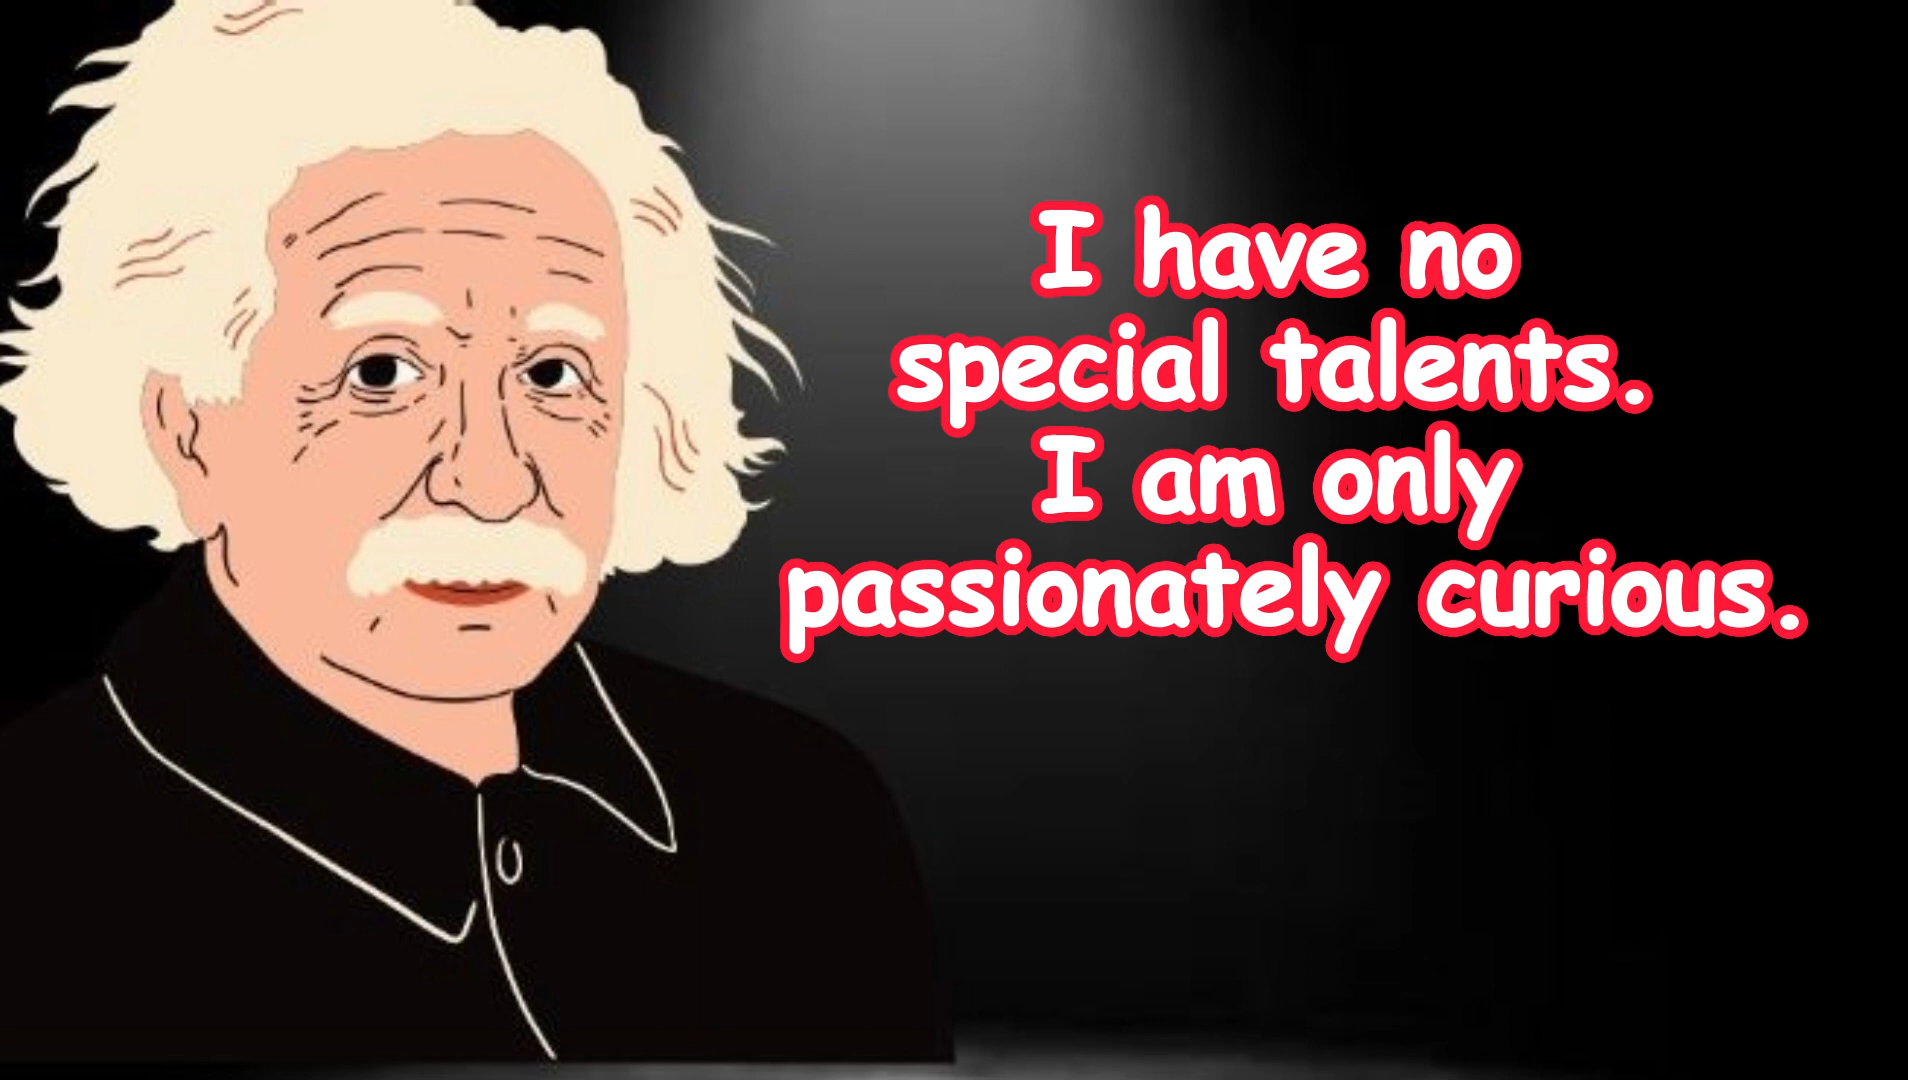 I have no
special talents.
I am only
passionately curious.